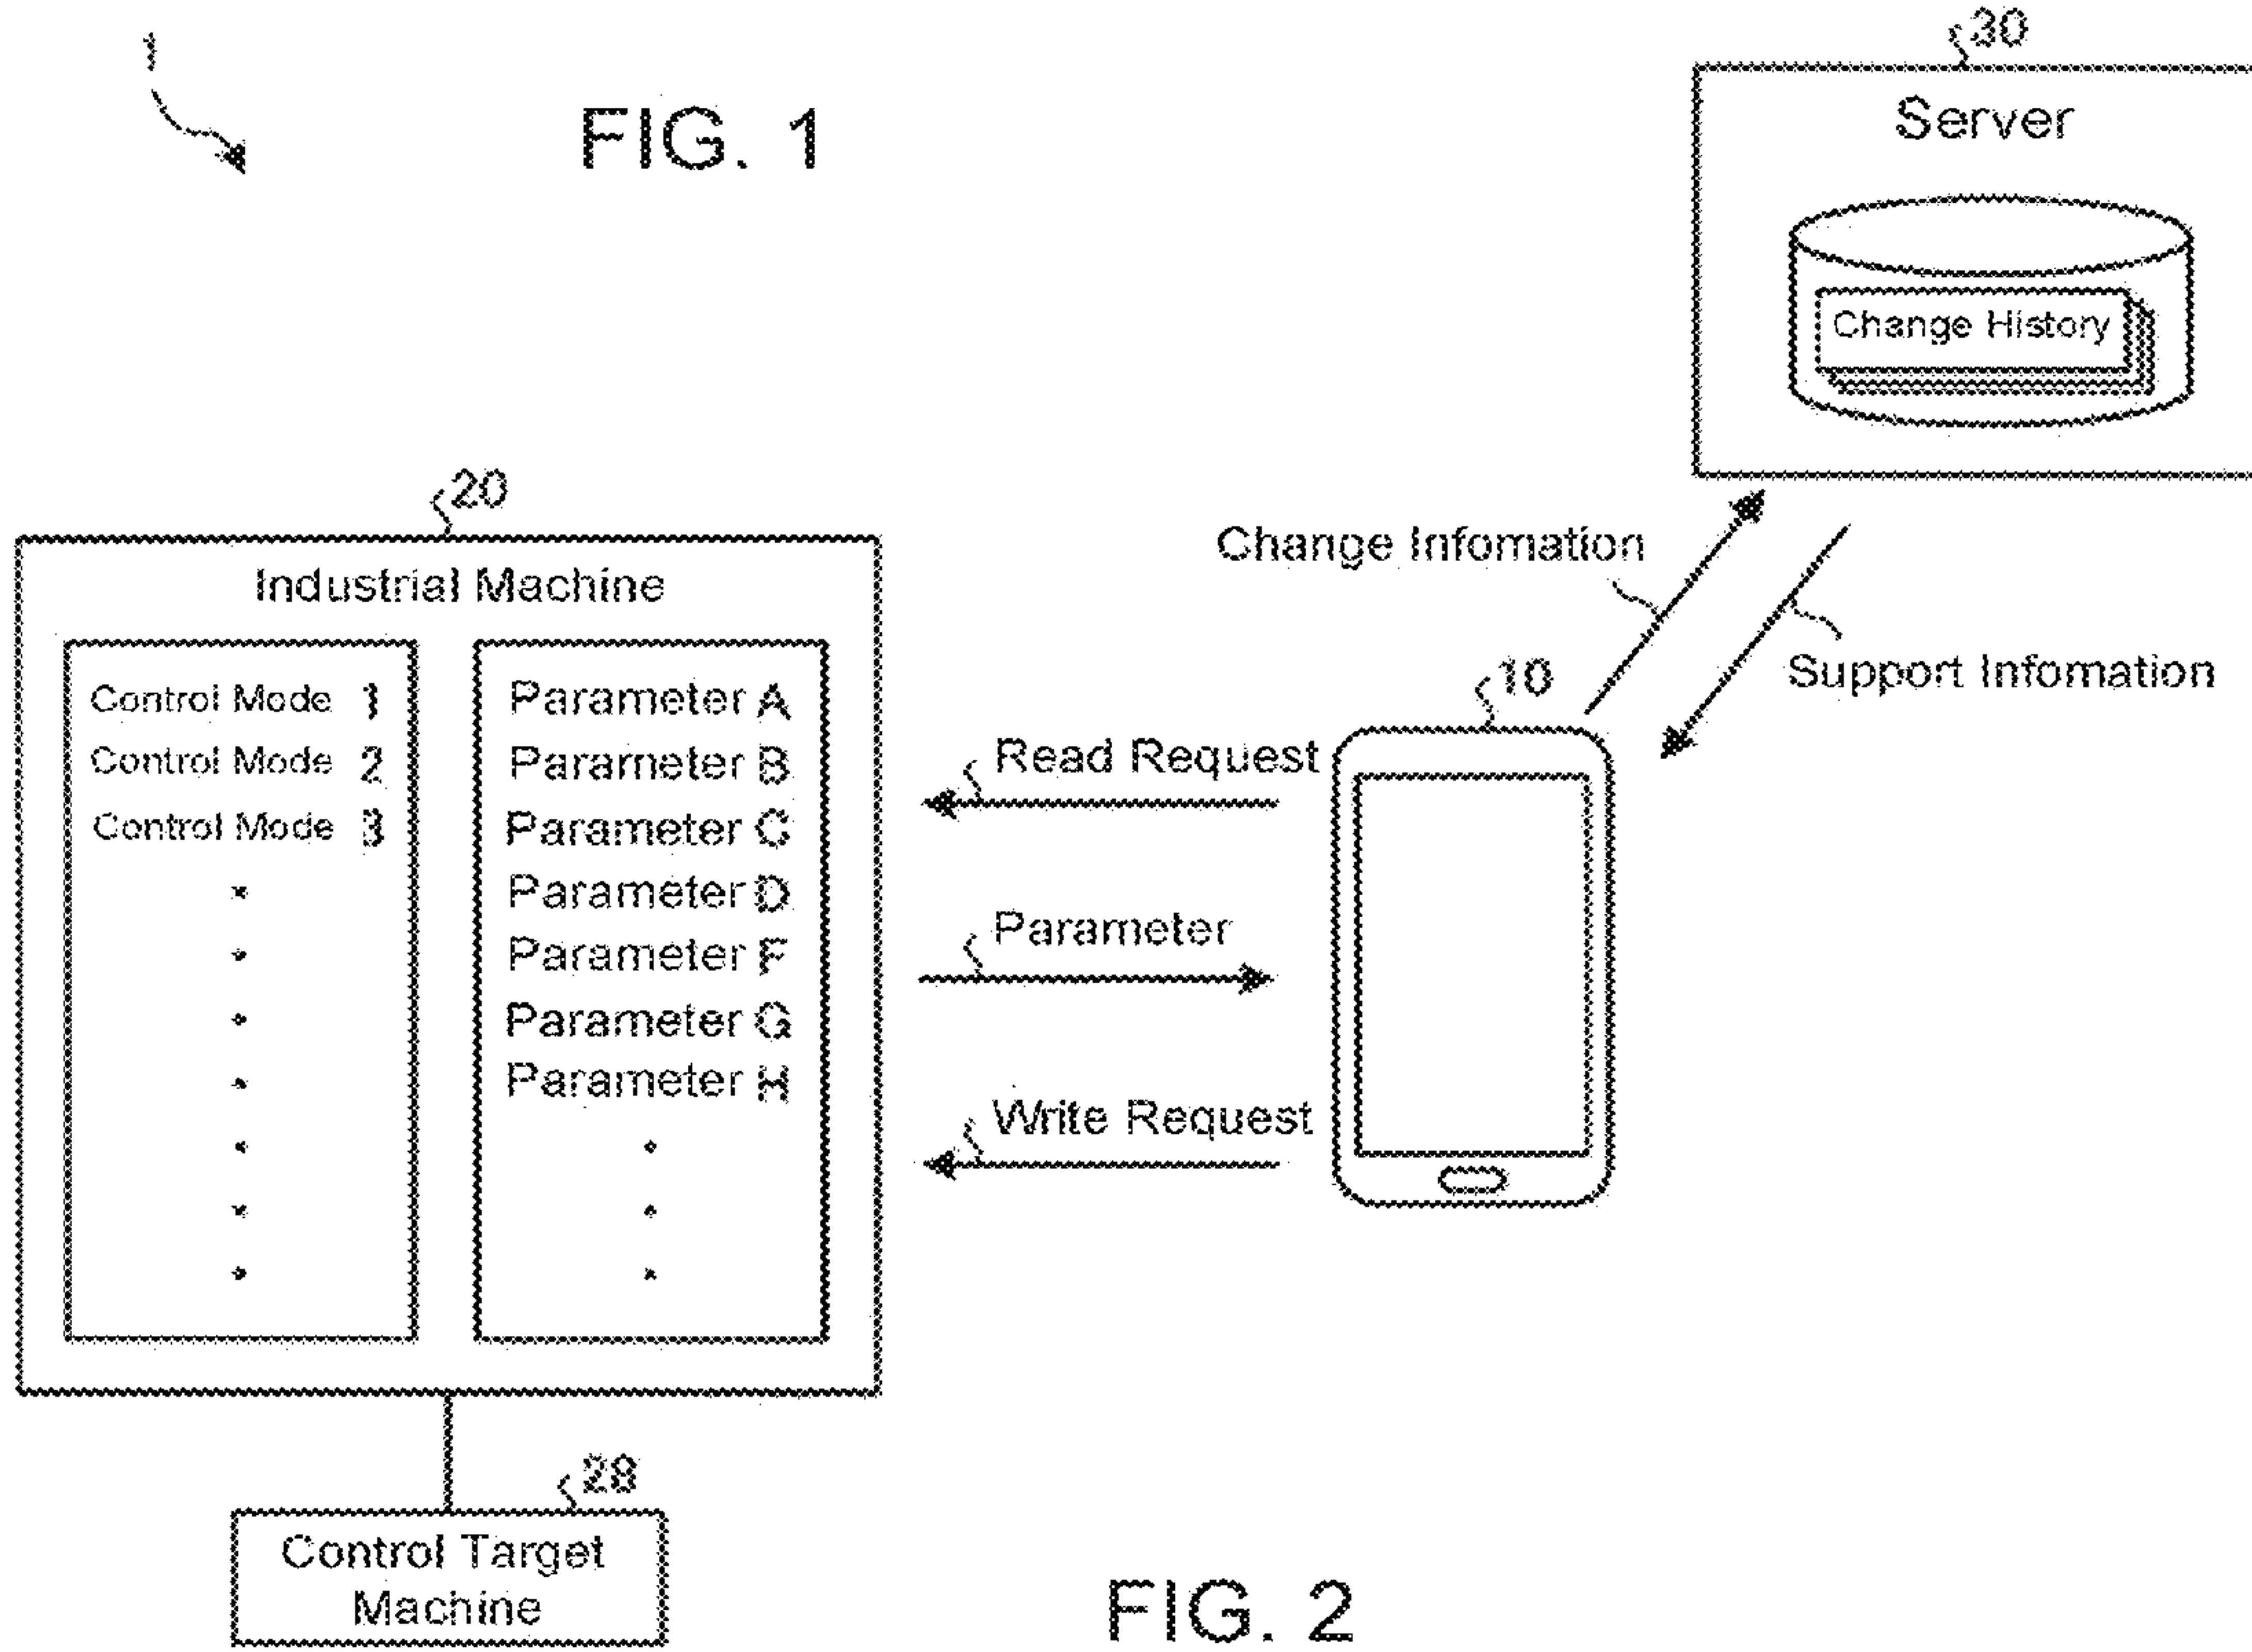 1
FIG. 1
30
Server
Change History
20
Industrial Machine
Control Mode 1
Control Mode 2
Control Mode 3
Parameter A
Parameter B
Parameter C
Parameter D
Parameter F
Parameter G
Parameter H
Change Infomation
Support Infomation
10
Read Request
Parameter
Write Request
28
Control Target
Machine
FIG. 2